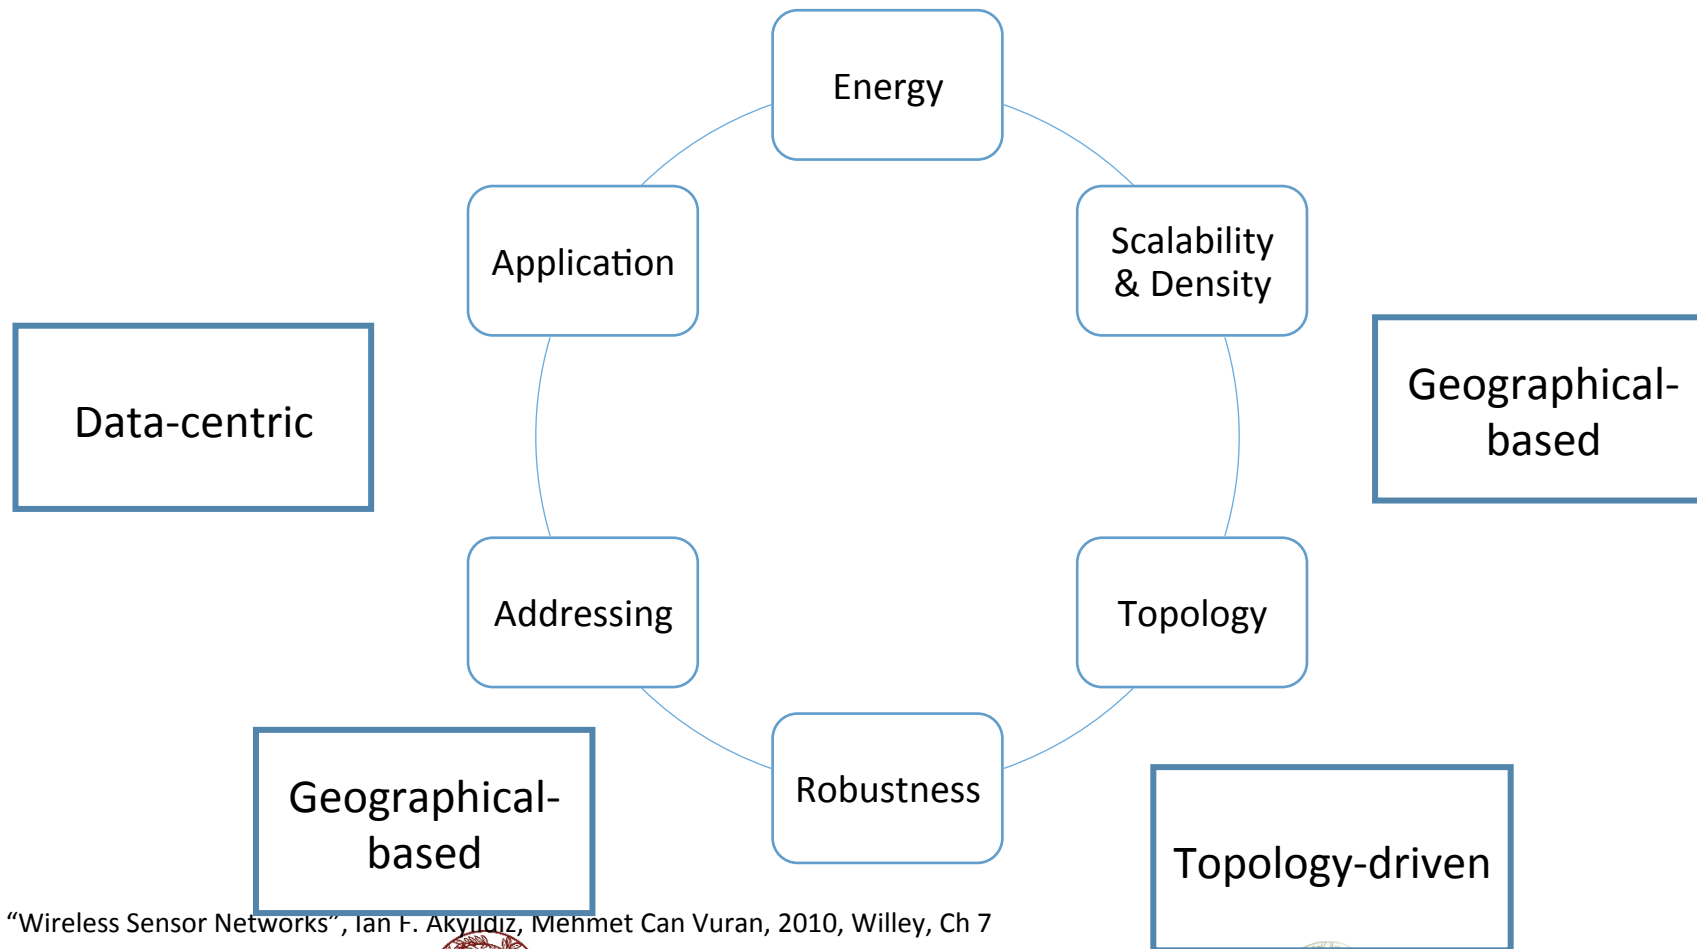 Energy
Application
Scalability
& Density
Data-centric
Geographical-
based
Addressing
Topology
Geographical-
based
Robustness
Topology-driven
“Wireless Sensor Networks”, Ian F. Akyildiz, Mehmet Can Vuran, 2010, Willey, Ch 7